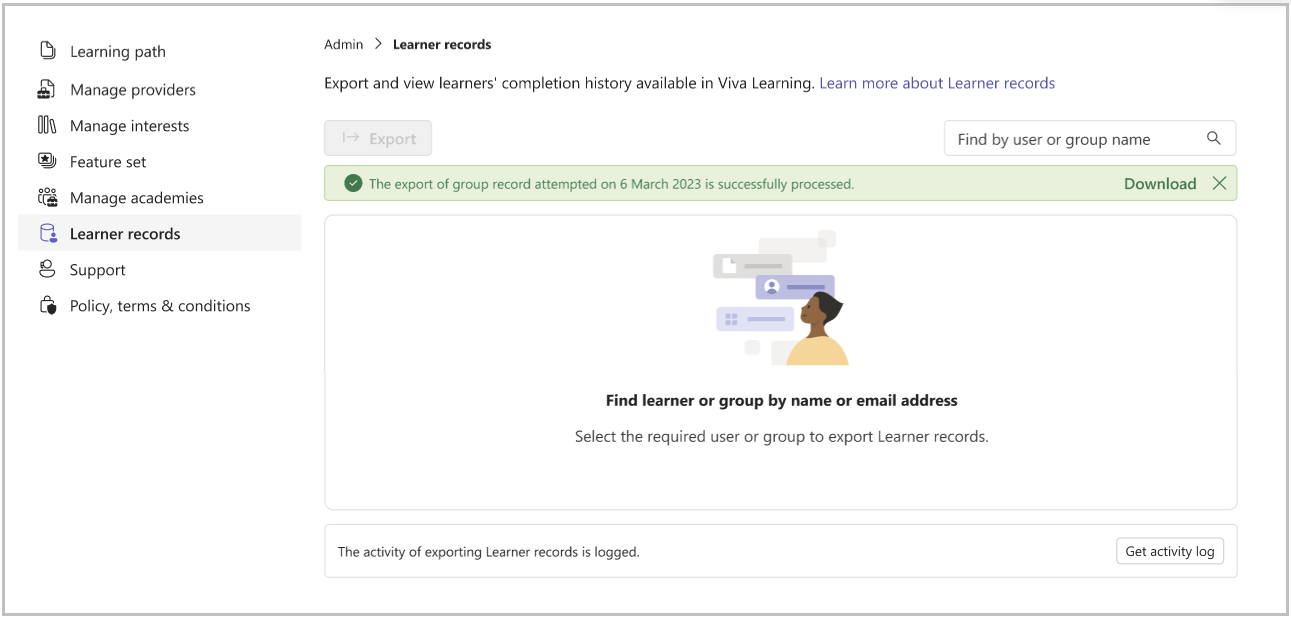 Learning path
Manage providers
Manage interests
Feature set
Manage academies
Learner records
Support
Policy, terms & conditions
Admin > Learner records
Export and view learners' completion history available in Viva Learning. Learn more about Learner records
Export
Find by user or group name
The export of group record attempted on 6 March 2023 is successfully processed.
Download
Find learner or group by name or email address
Select the required user or group to export Learner records.
The activity of exporting Learner records is logged.
Get activity log